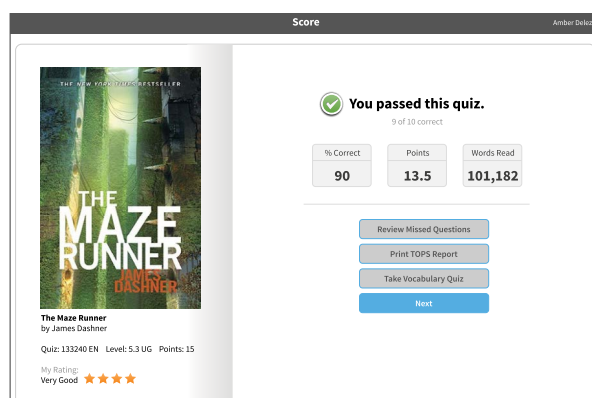 Score
Amber Delez
THE NEW YORK TIMES BESTSELLER
THE
MAZE
RUNNER
JAMES
DASHNER
The Maze Runner
by James Dashner
Quiz: 133240 EN Level: 5.3 UG Points: 15
My Rating:
Very Good
You passed this quiz.
9 of 10 correct
% Correct Points Words Read
90 13.5 101,182
Review Missed Questions
Print TOPS Report
Take Vocabulary Quiz
Next